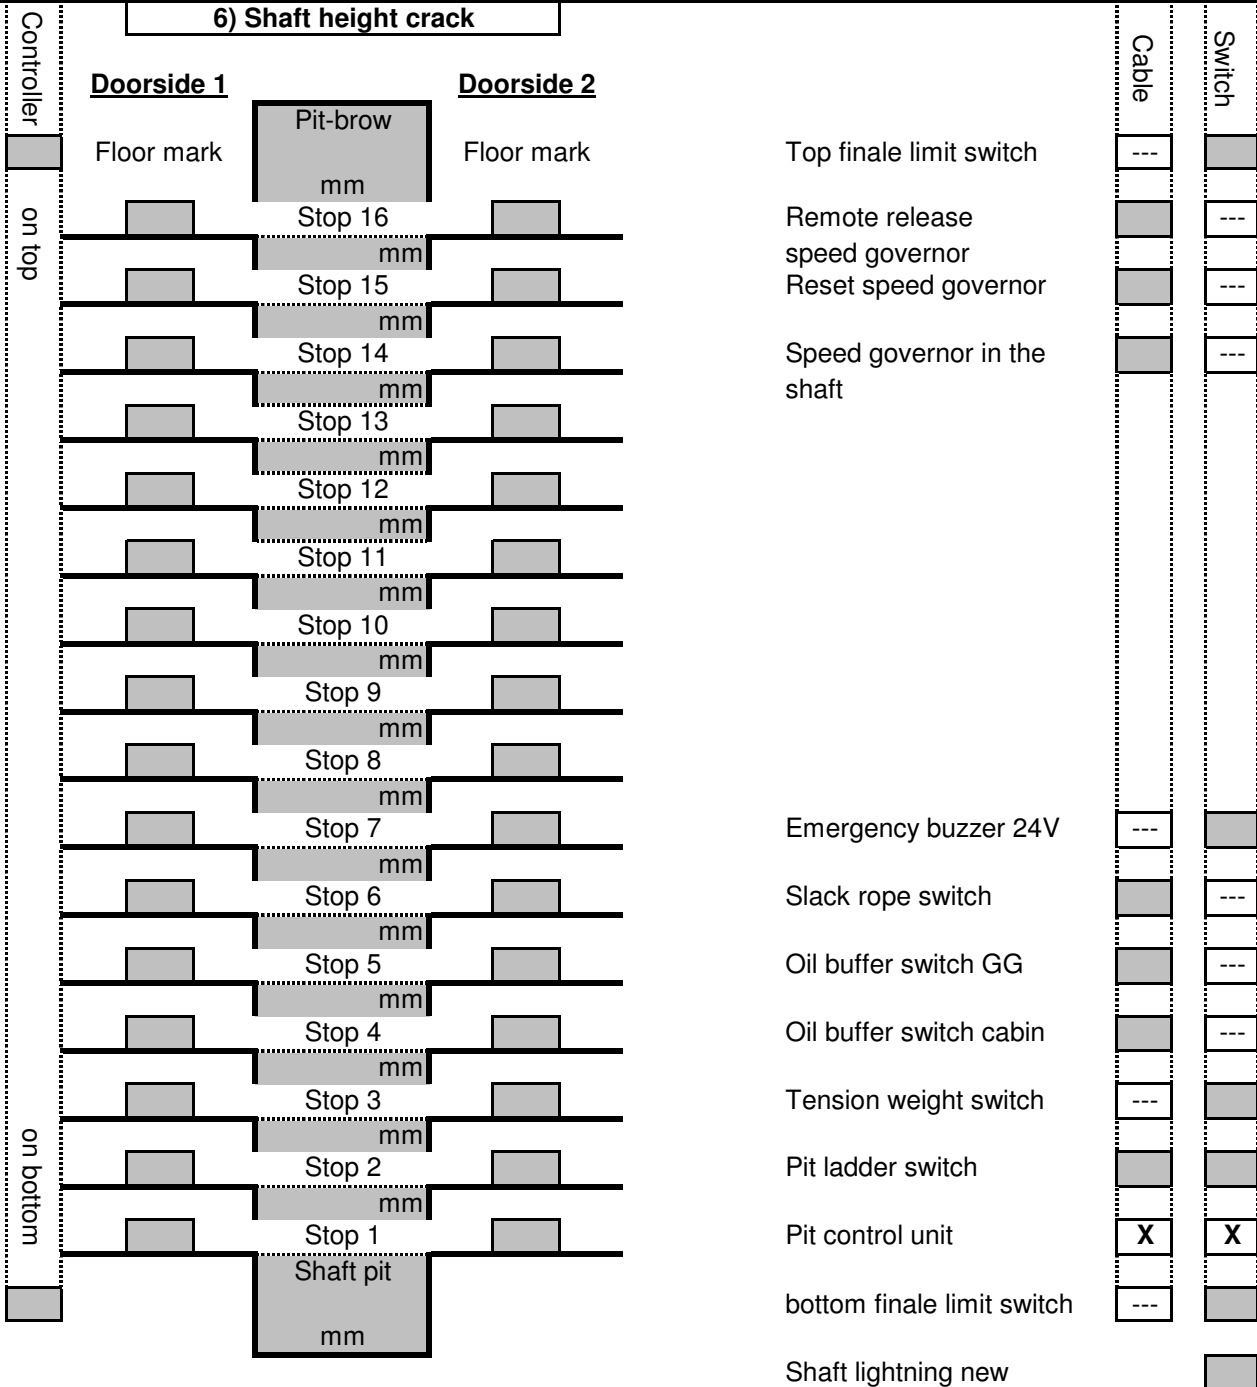 6) Shaft height crack
Controller
Cable
Switch
Doorside 1
Doorside 2
Pit-brow
Floor mark
Floor mark
Top finale limit switch
---
mm
on top
Stop 16
Remote release
---
mm
speed governor
Stop 15
Reset speed governor
---
mm
Stop 14
Speed governor in the
---
mm
shaft
Stop 13
mm
Stop 12
mm
Stop 11
mm
Stop 10
mm
Stop 9
mm
Stop 8
mm
Stop 7
Emergency buzzer 24V
---
mm
Stop 6
Slack rope switch
---
mm
Stop 5
Oil buffer switch GG
---
mm
Stop 4
Oil buffer switch cabin
---
mm
Stop 3
Tension weight switch
---
mm
on bottom
Stop 2
Pit ladder switch
mm
Stop 1
Pit control unit
X
X
Shaft pit
bottom finale limit switch
---
mm
Shaft lightning new